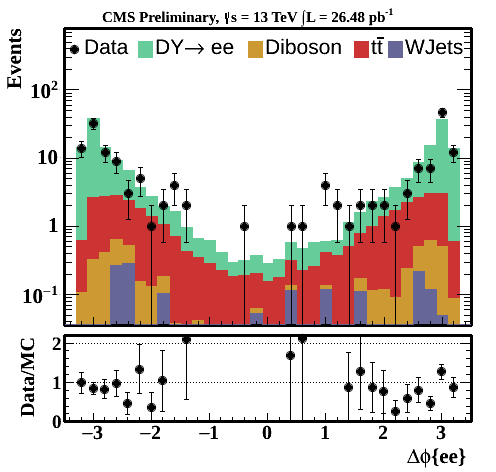 CMS Preliminary, √s = 13 TeV ∫L = 26.48 pb⁻¹
Events
Data DY→ ee Diboson tt̄ WJets
10²
10
1
10⁻¹
Data/MC
2
1
0
−3 −2 −1 0 1 2 3
Δϕ{ee}